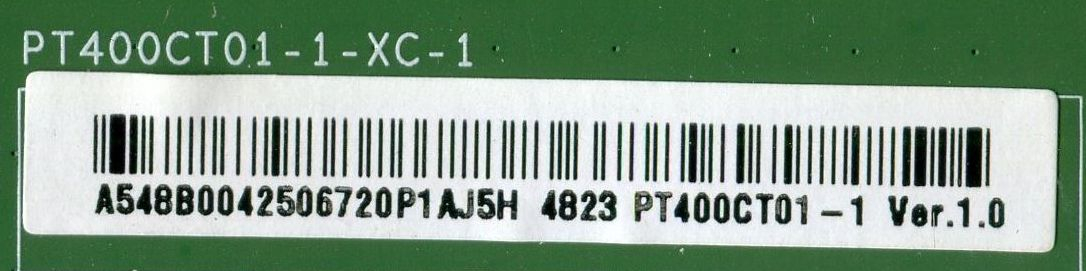 PT400CT01-1-XC-1
A548B0042506720P1AJ5H 4823 PT400CT01-1 Ver.1.0